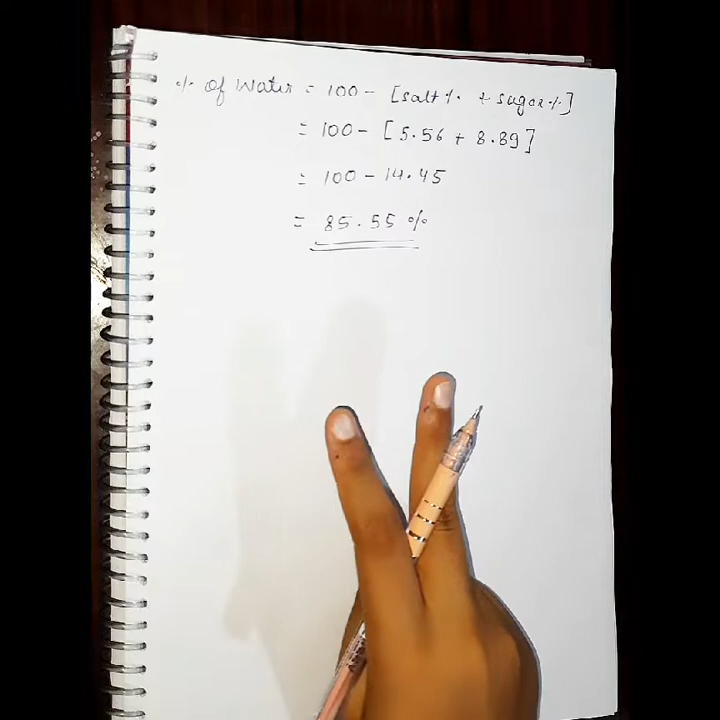 % of Water = 100 - [salt % + sugar %]
= 100 - [5.56 + 8.89]
= 100 - 14.45
= 85.55 %